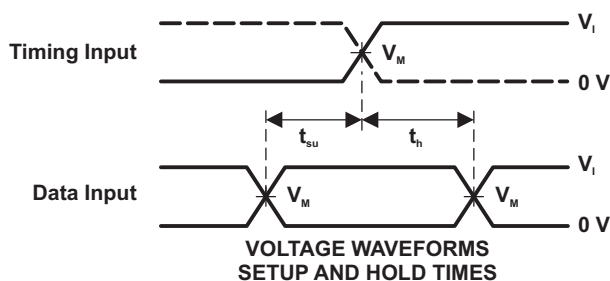 V_I
Timing Input
V_M
0 V
t_su
t_h
V_I
Data Input
V_M
V_M
0 V
VOLTAGE WAVEFORMS
SETUP AND HOLD TIMES